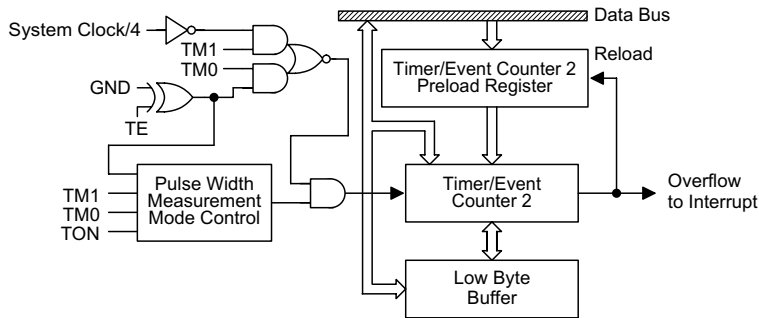 Data Bus
System Clock/4
TM1
TM0
GND
TE
Timer/Event Counter 2
Preload Register
Reload
Pulse Width
Measurement
Mode Control
TM1
TM0
TON
Timer/Event
Counter 2
Overflow
to Interrupt
Low Byte
Buffer